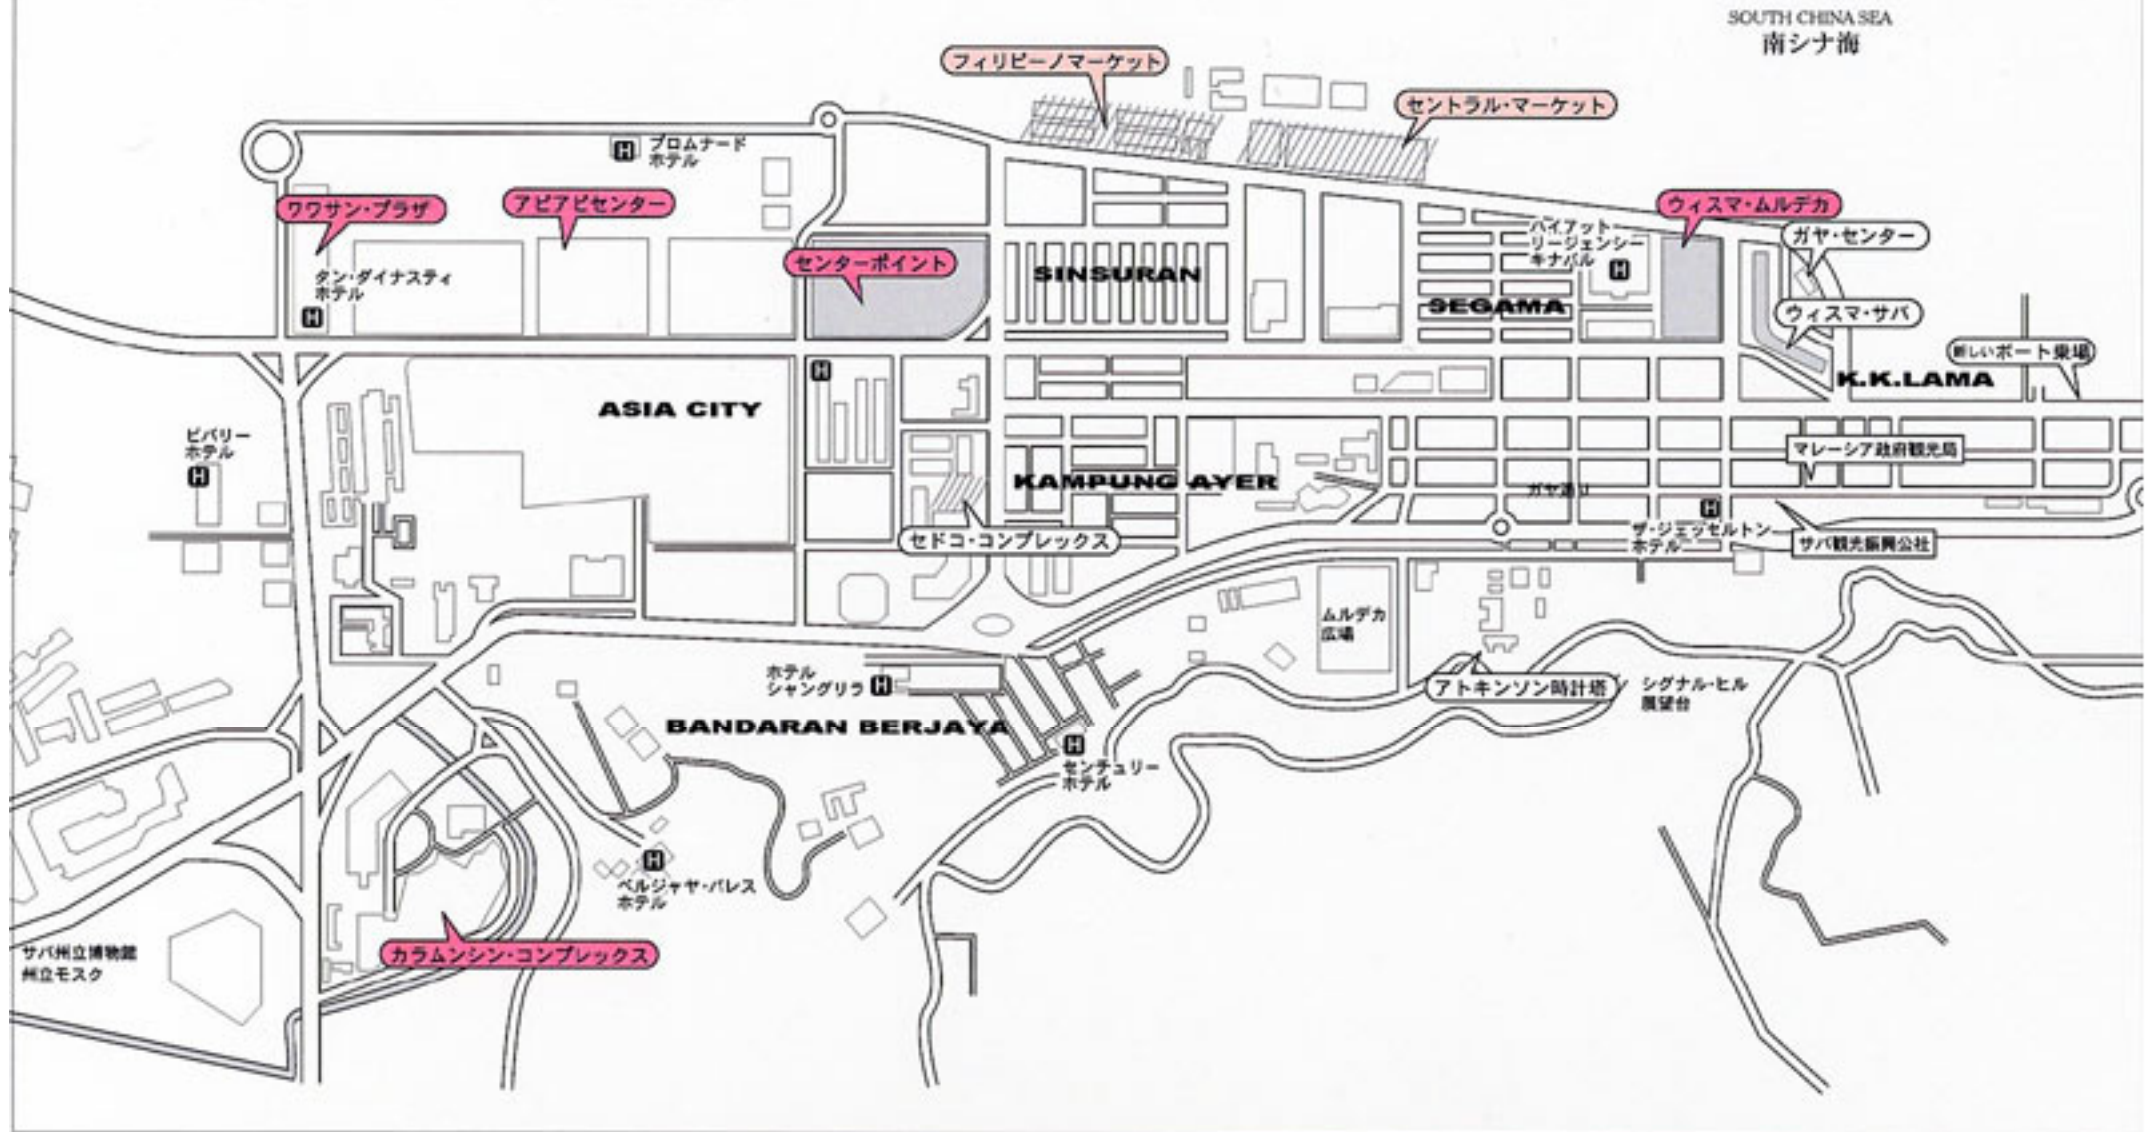 SOUTH CHINA SEA
南シナ海
フィリピーノマーケット
セントラル・マーケット
プロムナード
ホテル
ワワサン・プラザ
アピアピセンター
ウィスマ・ムルデカ
ハイアット
リージェンシー
キナバル
ガヤ・センター
センターポイント
SINSURAN
タン・ダイナスティ
ホテル
SEGAMA
ウィスマ・サバ
新しいボート乗場
K.K.LAMA
ASIA CITY
ビバリー
ホテル
マレーシア政府観光局
KAMPUNG AYER
ガヤ通り
セドコ・コンプレックス
ザ・ジェッセルトン
ホテル
サバ観光振興公社
ムルデカ
広場
ホテル
シャングリラ
アトキンソン時計塔
シグナル・ヒル
展望台
BANDARAN BERJAYA
センチュリー
ホテル
ベルジャヤ・パレス
ホテル
カラムンシン・コンプレックス
サバ州立博物館
州立モスク